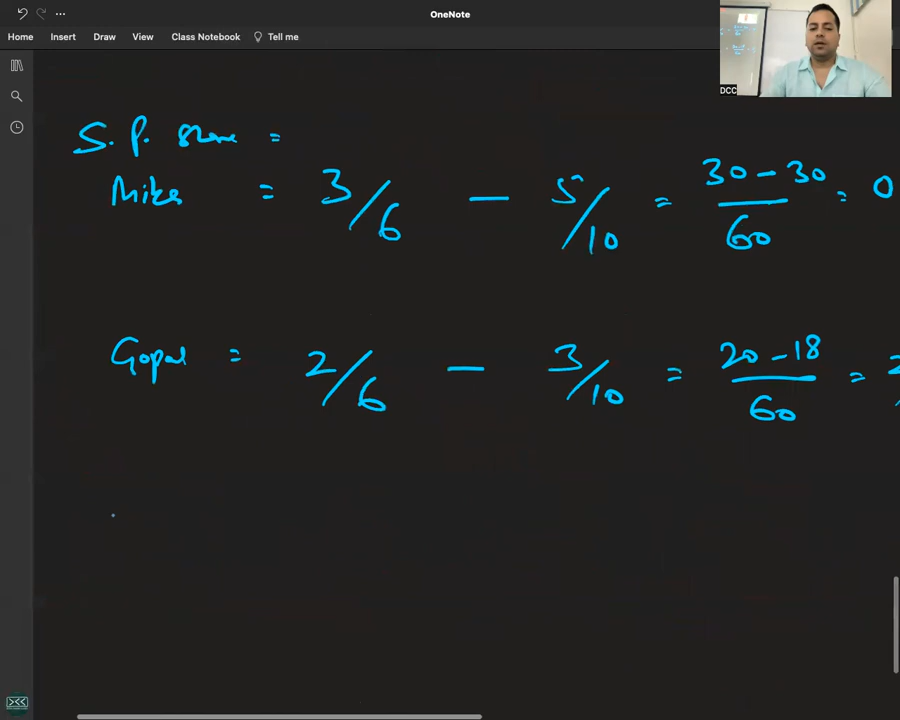 OneNote
Home Insert Draw View Class Notebook Tell me
DCC
S. P. Share =
Mike = 3/6 — 5/10 = 30-30/60 = 0
Gopal = 2/6 — 3/10 = 20-18/60 = 2/